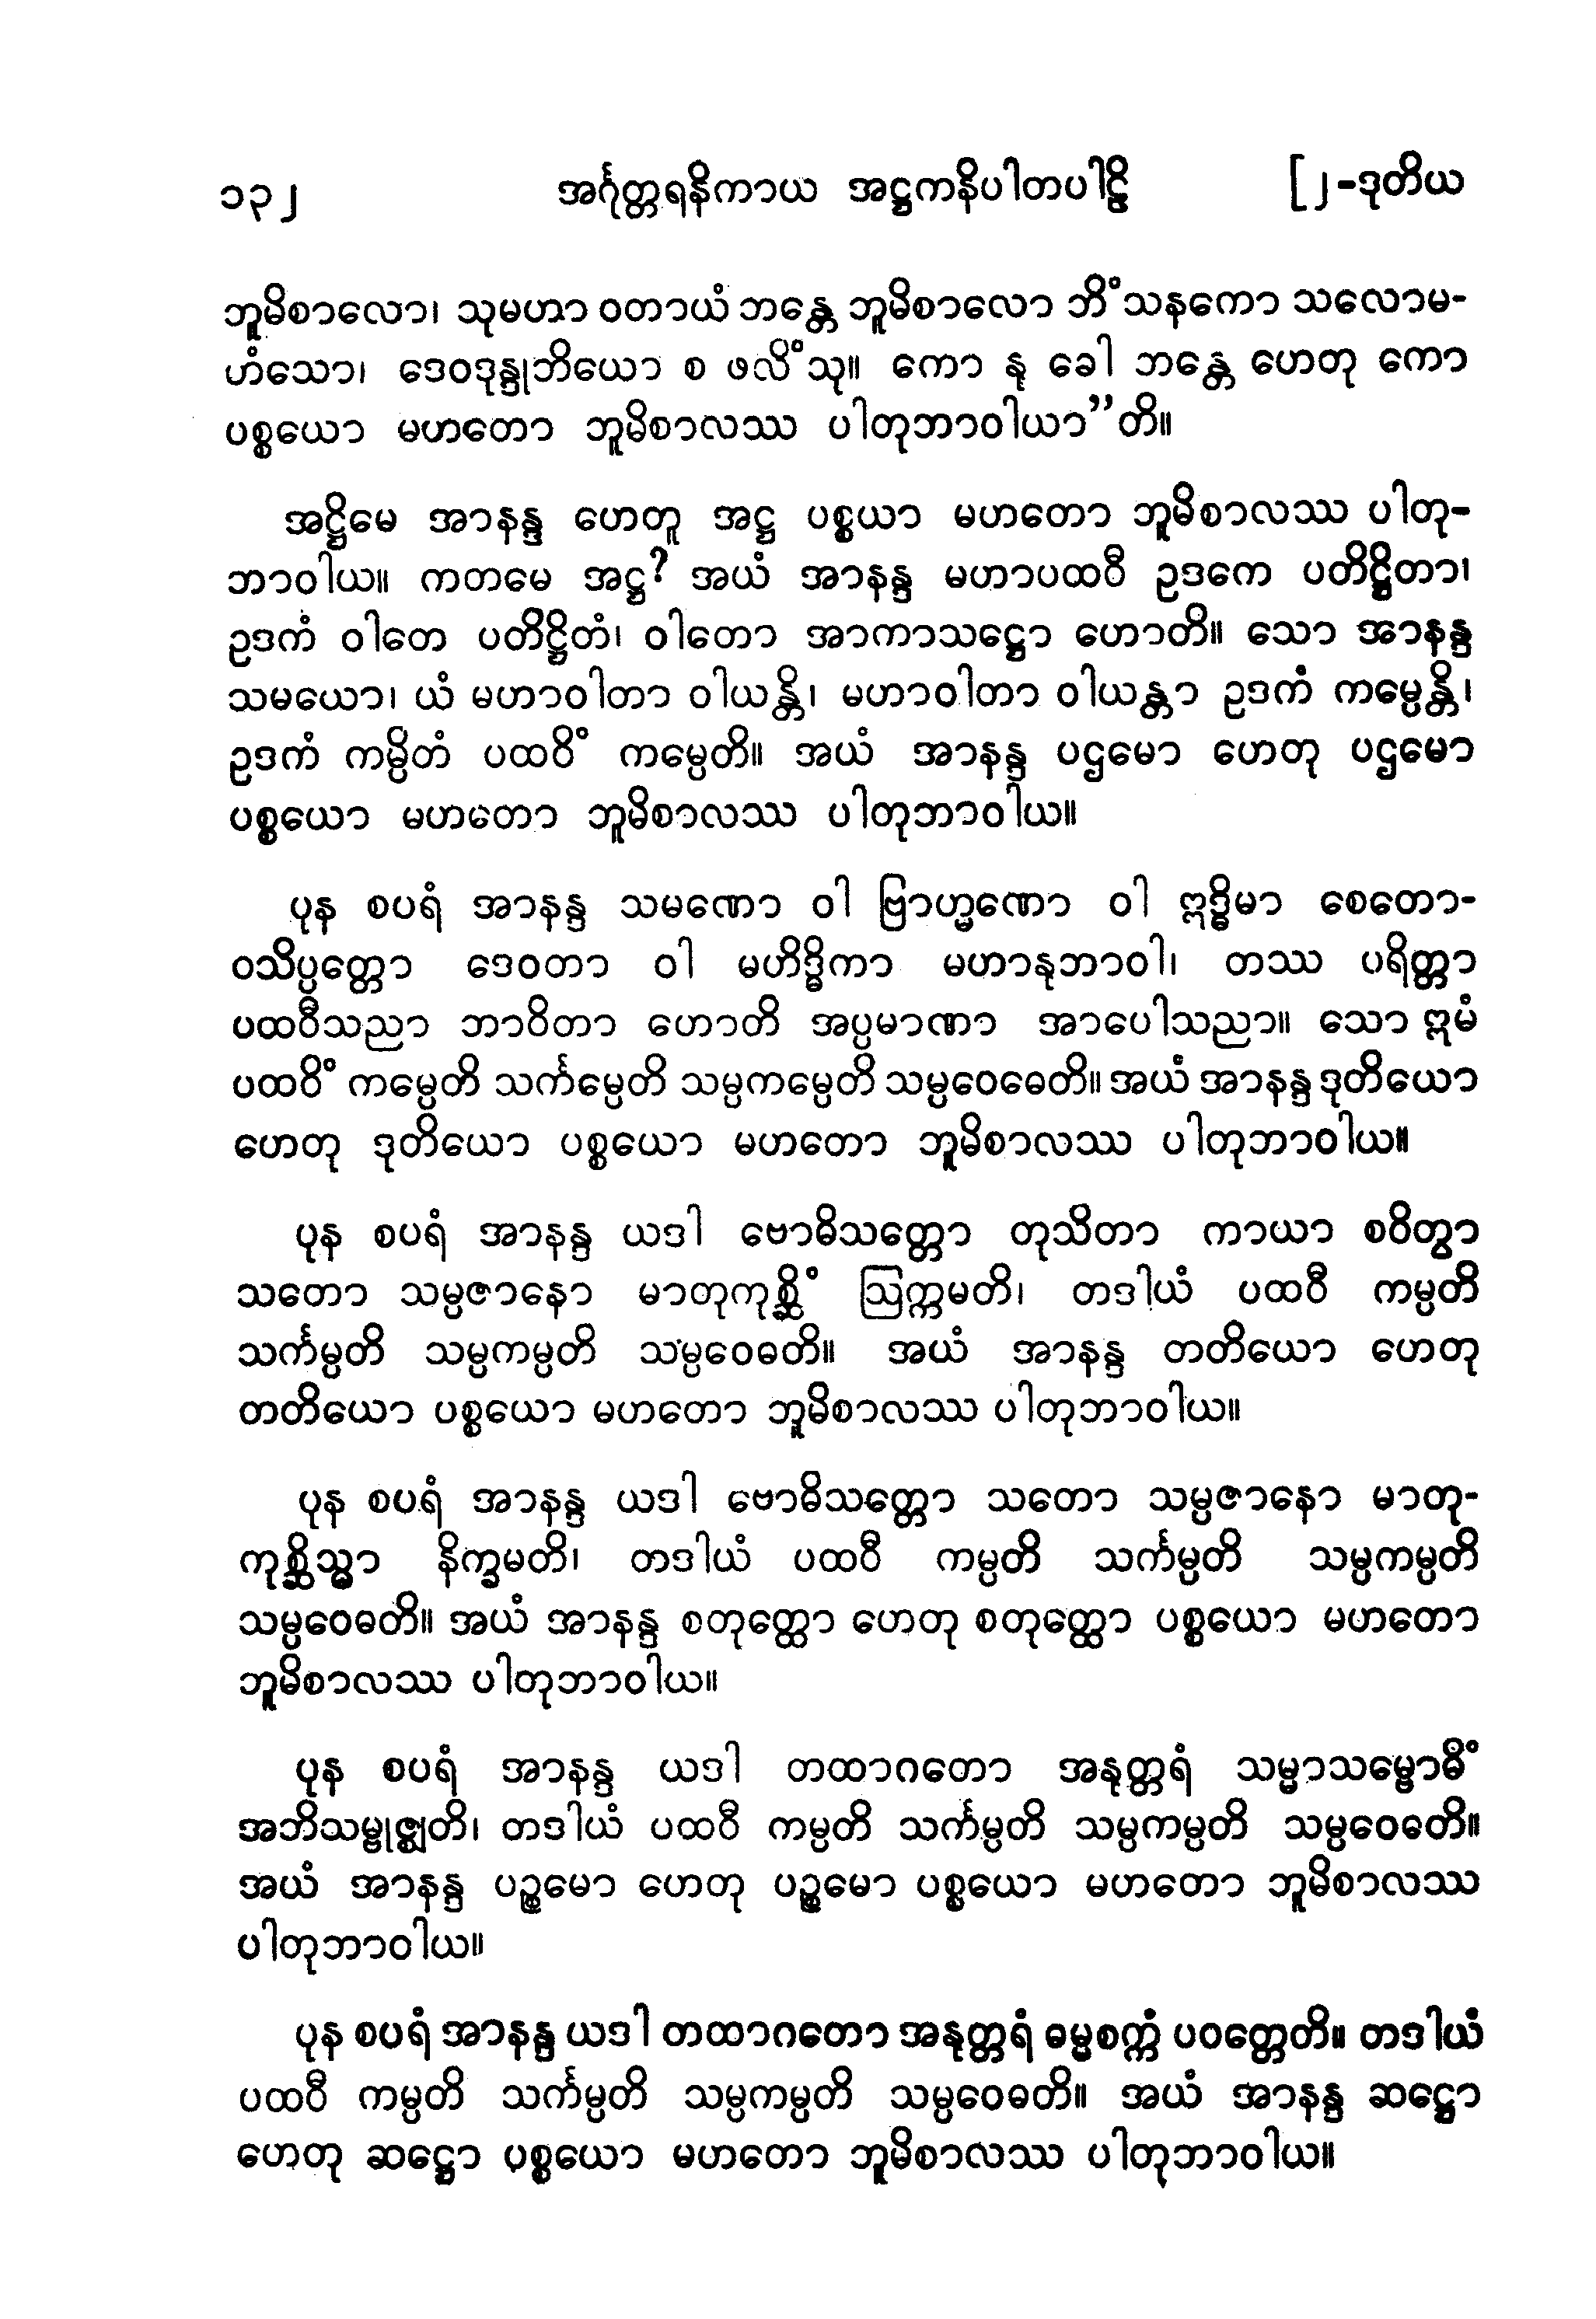 ၁၃၂ အင်္ဂုတ္တရနိကာယ အဋ္ဌကနိပါတပါဠိ [၂-ဒုတိယ
ဘူမိစာလော၊ သုမဟာ ဝတာယံ ဘန္တေ ဘူမိစာလော ဘိံသနကော သလောမ-
ဟံသော၊ ဒေဝဒုန္ဒုဘိယော စ ဖလိံသု။ ကော နု ခေါ ဘန္တေ ဟေတု ကော
ပစ္စယော မဟတော ဘူမိစာလဿ ပါတုဘာဝါယာ”တိ။
အဋ္ဌိမေ အာနန္ဒ ဟေတူ အဋ္ဌ ပစ္စယာ မဟတော ဘူမိစာလဿ ပါတု-
ဘာဝါယ။ ကတမေ အဋ္ဌ? အယံ အာနန္ဒ မဟာပထဝီ ဥဒကေ ပတိဋ္ဌိတာ၊
ဥဒကံ ဝါတေ ပတိဋ္ဌိတံ၊ ဝါတော အာကာသဋ္ဌော ဟောတိ။ သော အာနန္ဒ
သမယော၊ ယံ မဟာဝါတာ ဝါယန္တိ၊ မဟာဝါတာ ဝါယန္တာ ဥဒကံ ကမ္ပေန္တိ၊
ဥဒကံ ကမ္ပိတံ ပထဝိံ ကမ္ပေတိ။ အယံ အာနန္ဒ ပဌမော ဟေတု ပဌမော
ပစ္စယော မဟတော ဘူမိစာလဿ ပါတုဘာဝါယ။
ပုန စပရံ အာနန္ဒ သမဏော ဝါ ဗြာဟ္မဏော ဝါ ဣဒ္ဓိမာ စေတော-
ဝသိပ္ပတ္တော ဒေဝတာ ဝါ မဟိဒ္ဓိကာ မဟာနုဘာဝါ၊ တဿ ပရိတ္တာ
ပထဝီသညာ ဘာဝိတာ ဟောတိ အပ္ပမာဏာ အာပေါသညာ။ သော ဣမံ
ပထဝိံ ကမ္ပေတိ သင်္ကမ္ပေတိ သမ္ပကမ္ပေတိ သမ္ပဝေဓေတိ။ အယံ အာနန္ဒ ဒုတိယော
ဟေတု ဒုတိယော ပစ္စယော မဟတော ဘူမိစာလဿ ပါတုဘာဝါယ။
ပုန စပရံ အာနန္ဒ ယဒါ ဗောဓိသတ္တော တုသိတာ ကာယာ စဝိတွာ
သတော သမ္ပဇာနော မာတုကုစ္ဆိံ ဩက္ကမတိ၊ တဒါယံ ပထဝီ ကမ္ပတိ
သင်္ကမ္ပတိ သမ္ပကမ္ပတိ သမ္ပဝေဓတိ။ အယံ အာနန္ဒ တတိယော ဟေတု
တတိယော ပစ္စယော မဟတော ဘူမိစာလဿ ပါတုဘာဝါယ။
ပုန စပရံ အာနန္ဒ ယဒါ ဗောဓိသတ္တော သတော သမ္ပဇာနော မာတု-
ကုစ္ဆိသ္မာ နိက္ခမတိ၊ တဒါယံ ပထဝီ ကမ္ပတိ သင်္ကမ္ပတိ သမ္ပကမ္ပတိ
သမ္ပဝေဓတိ။ အယံ အာနန္ဒ စတုတ္ထော ဟေတု စတုတ္ထော ပစ္စယော မဟတော
ဘူမိစာလဿ ပါတုဘာဝါယ။
ပုန စပရံ အာနန္ဒ ယဒါ တထာဂတော အနုတ္တရံ သမ္မာသမ္ဗောဓိံ
အဘိသမ္ဗုဇ္ဈတိ၊ တဒါယံ ပထဝီ ကမ္ပတိ သင်္ကမ္ပတိ သမ္ပကမ္ပတိ သမ္ပဝေဓတိ။
အယံ အာနန္ဒ ပဉ္စမော ဟေတု ပဉ္စမော ပစ္စယော မဟတော ဘူမိစာလဿ
ပါတုဘာဝါယ။
ပုန စပရံ အာနန္ဒ ယဒါ တထာဂတော အနုတ္တရံ ဓမ္မစက္ကံ ပဝတ္တေတိ။ တဒါယံ
ပထဝီ ကမ္ပတိ သင်္ကမ္ပတိ သမ္ပကမ္ပတိ သမ္ပဝေဓတိ။ အယံ အာနန္ဒ ဆဋ္ဌော
ဟေတု ဆဋ္ဌော ပစ္စယော မဟတော ဘူမိစာလဿ ပါတုဘာဝါယ။